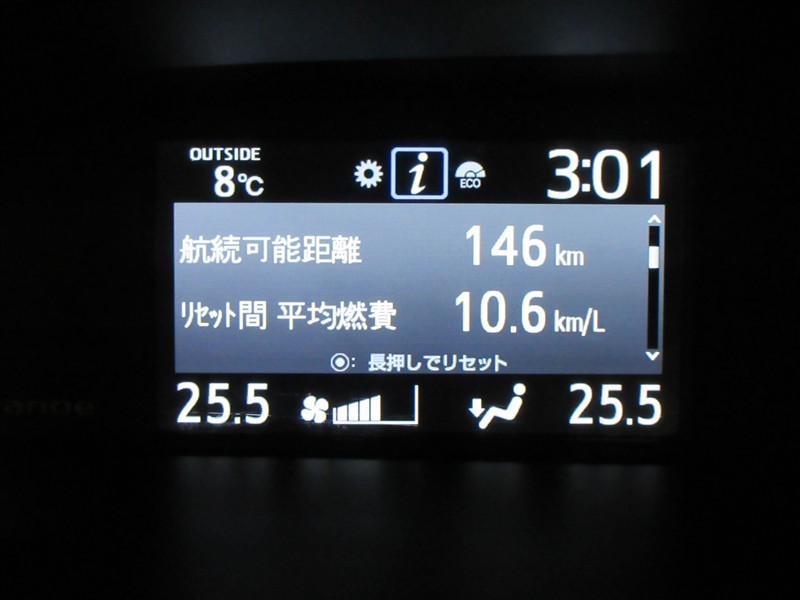 OUTSIDE
8℃
i
ECO
3:01
航続可能距離 146 km
リセット間 平均燃費 10.6 km/L
◉: 長押しでリセット
25.5 25.5